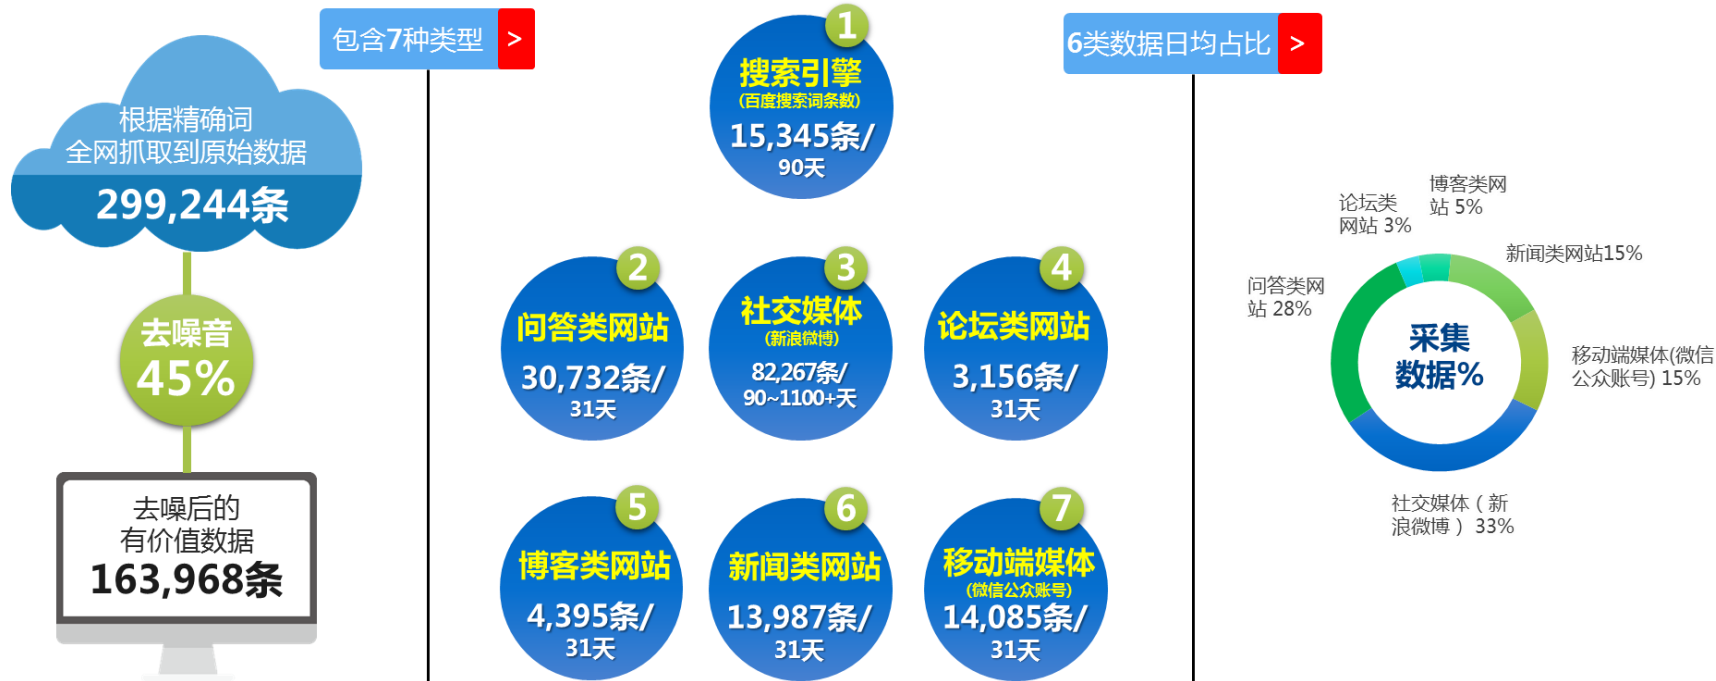 根据精确词
全网抓取到原始数据
299,244条
去噪音
45%
去噪后的
有价值数据
163,968条
包含7种类型 >
1
搜索引擎
(百度搜索词条数)
15,345条/
90天
2
问答类网站
30,732条/
31天
3
社交媒体
(新浪微博)
82,267条/
90~1100+天
4
论坛类网站
3,156条/
31天
5
博客类网站
4,395条/
31天
6
新闻类网站
13,987条/
31天
7
移动端媒体
(微信公众账号)
14,085条/
31天
6类数据日均占比 >
博客类网
站 5%
论坛类
网站 3%
新闻类网站15%
问答类网
站 28%
采集
数据%
移动端媒体(微信
公众账号) 15%
社交媒体（新
浪微博） 33%